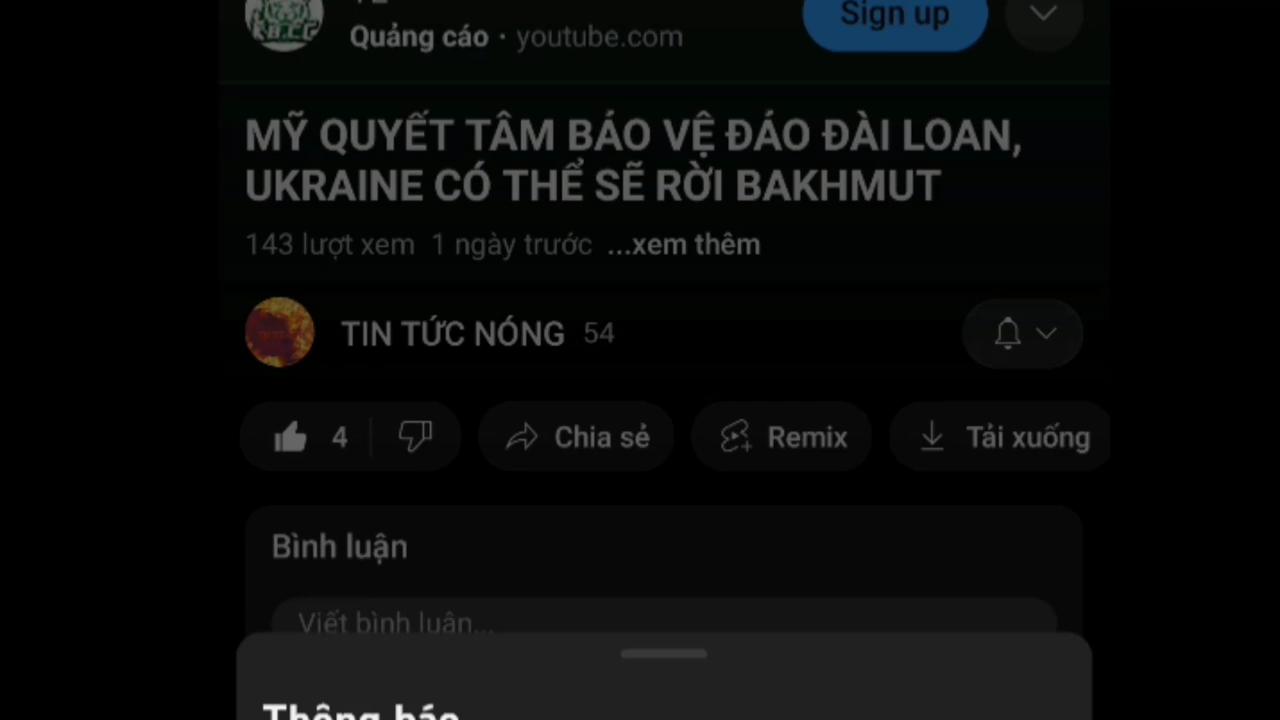 Quảng cáo · youtube.com
Sign up
MỸ QUYẾT TÂM BẢO VỆ ĐẢO ĐÀI LOAN,
UKRAINE CÓ THỂ SẼ RỜI BAKHMUT
143 lượt xem 1 ngày trước ...xem thêm
TIN TỨC NÓNG 54
4 Chia sẻ Remix Tải xuống
Bình luận
Viết bình luận...
Thông báo